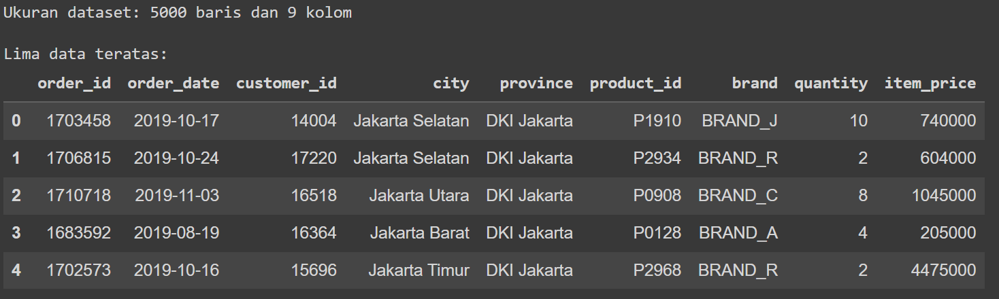 Ukuran dataset: 5000 baris dan 9 kolom
Lima data teratas:
order_id order_date customer_id city province product_id brand quantity item_price
0 1703458 2019-10-17 14004 Jakarta Selatan DKI Jakarta P1910 BRAND_J 10 740000
1 1706815 2019-10-24 17220 Jakarta Selatan DKI Jakarta P2934 BRAND_R 2 604000
2 1710718 2019-11-03 16518 Jakarta Utara DKI Jakarta P0908 BRAND_C 8 1045000
3 1683592 2019-08-19 16364 Jakarta Barat DKI Jakarta P0128 BRAND_A 4 205000
4 1702573 2019-10-16 15696 Jakarta Timur DKI Jakarta P2968 BRAND_R 2 4475000